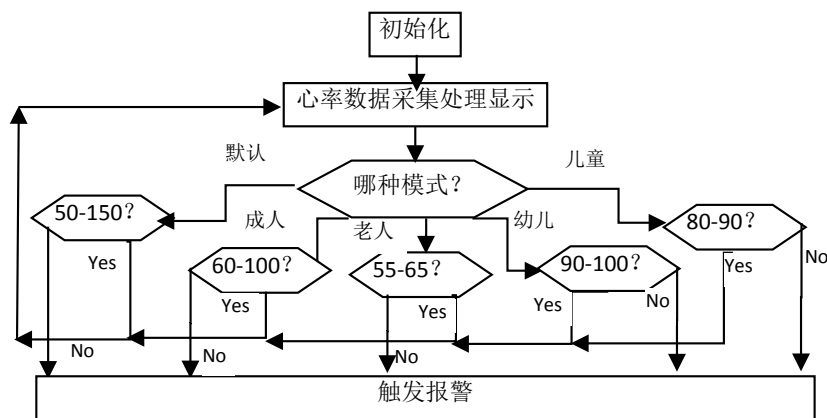 初始化
心率数据采集处理显示
默认
儿童
哪种模式？
50-150？
成人
老人
幼儿
80-90？
60-100？
55-65？
90-100？
Yes
Yes
No
Yes
Yes
Yes
No
No
No
No
触发报警